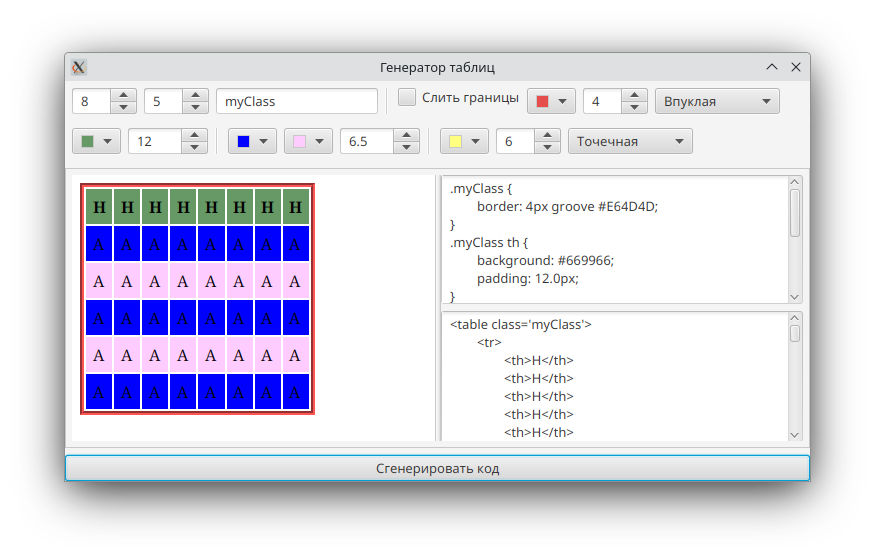 Генератор таблиц
8 5 myClass Слить границы 4 Впуклая
12 6.5 6 Точечная
H H H H H H H H
A A A A A A A A
A A A A A A A A
A A A A A A A A
A A A A A A A A
A A A A A A A A
.myClass {
border: 4px groove #E64D4D;
}
.myClass th {
background: #669966;
padding: 12.0px;
}
<table class='myClass'>
<tr>
<th>H</th>
<th>H</th>
<th>H</th>
<th>H</th>
<th>H</th>
Сгенерировать код